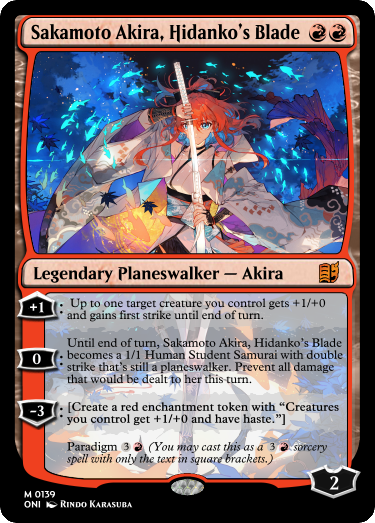 Sakamoto Akira, Hidanko's Blade
Legendary Planeswalker — Akira
+1: Up to one target creature you control gets +1/+0
and gains first strike until end of turn.
0: Until end of turn, Sakamoto Akira, Hidanko's Blade
becomes a 1/1 Human Student Samurai with double
strike that's still a planeswalker. Prevent all damage
that would be dealt to her this turn.
-3: [Create a red enchantment token with “Creatures
you control get +1/+0 and have haste.”]
Paradigm 3 (You may cast this as a 3 sorcery
spell with only the text in square brackets.)
2
M 0139
ONI Rindo Karasuba